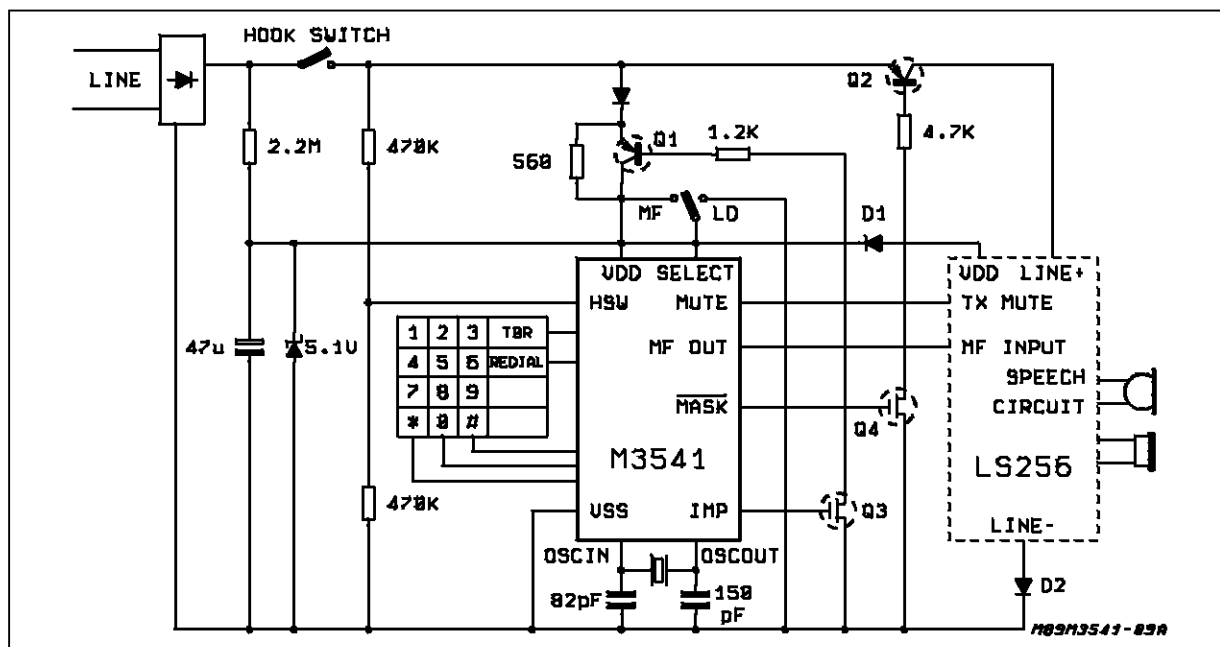 HOOK SWITCH
LINE
Q2
2.2M
470K
560
Q1
1.2K
4.7K
MF
LD
D1
VDD SELECT
VDD LINE+
HSW
MUTE
TX MUTE
47u
5.1V
1 2 3 TBR
4 5 6 REDIAL
7 8 9
* 0 #
MF OUT
MF INPUT
SPEECH
CIRCUIT
MASK
Q4
M3541
LS256
470K
VSS
IMP
Q3
LINE-
OSCIN
OSCOUT
82pF
150
pF
D2
M89M3541-09A